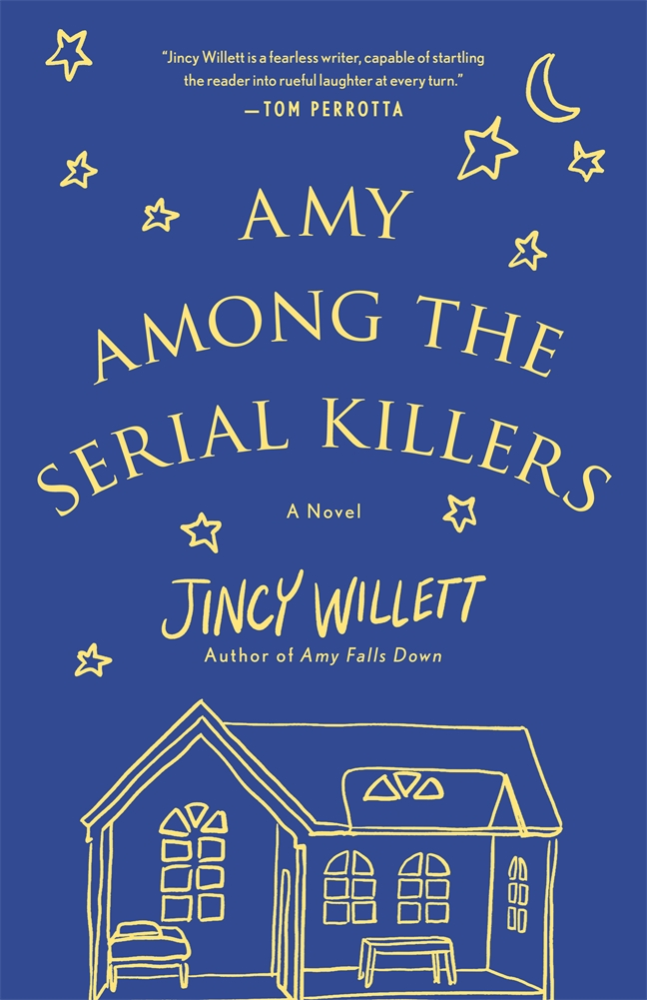 “Jincy Willett is a fearless writer, capable of startling
the reader into rueful laughter at every turn.”
—TOM PERROTTA
AMY
AMONG THE
SERIAL KILLERS
A Novel
JINCY WILLETT
Author of Amy Falls Down